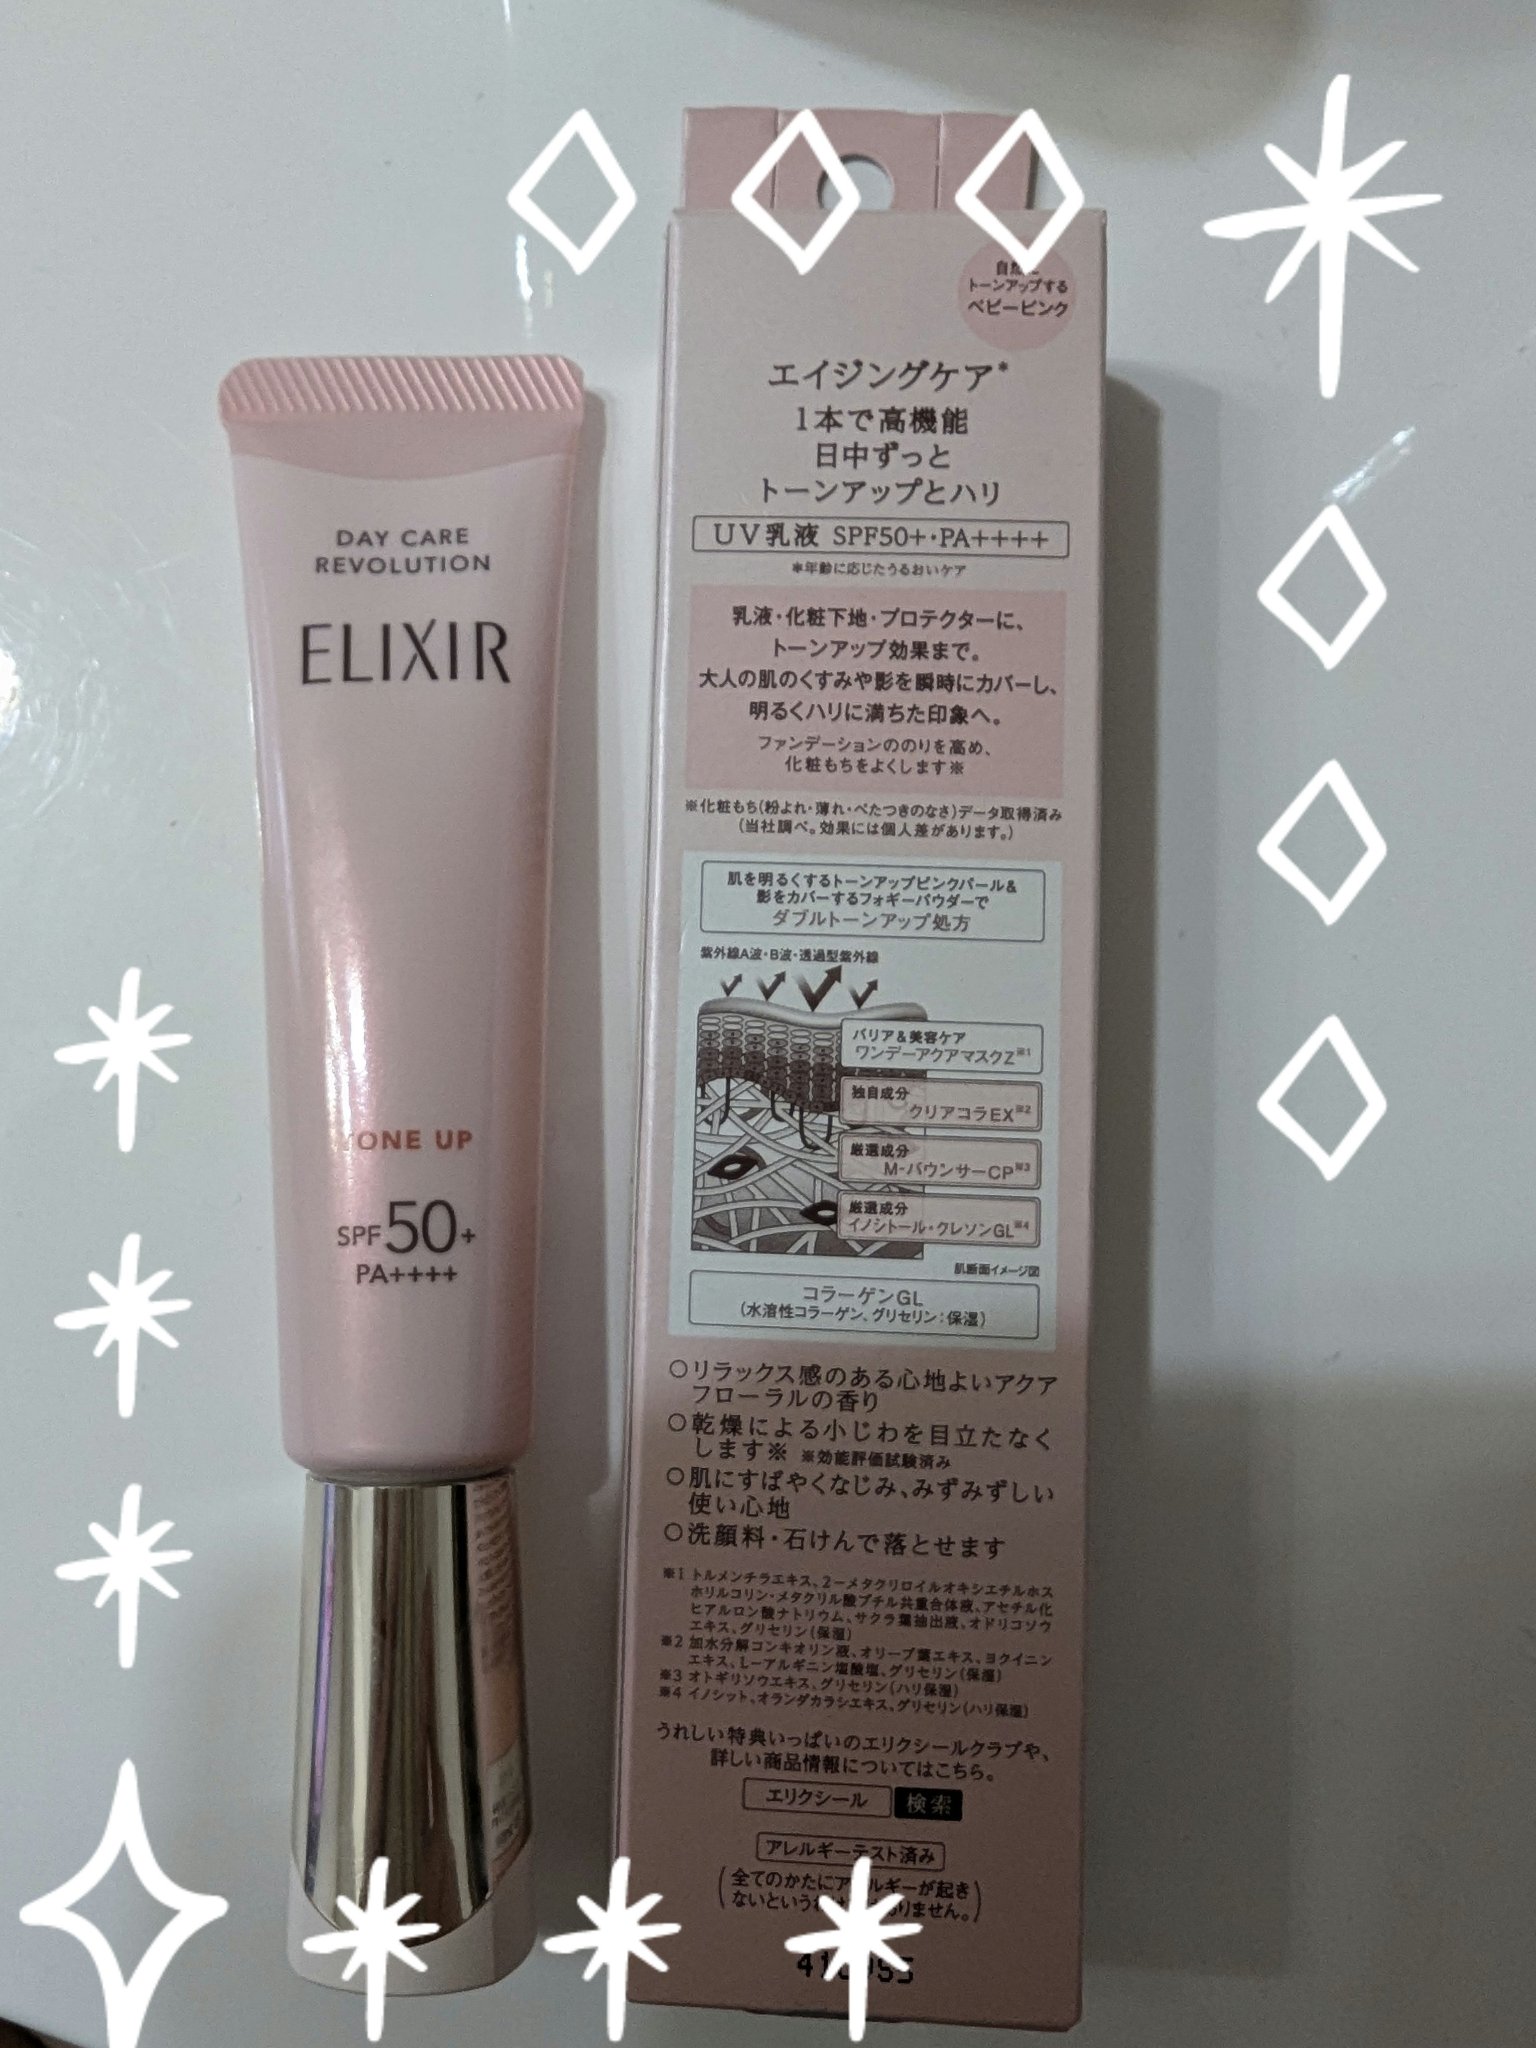 DAY CARE
REVOLUTION
ELIXIR
TONE UP
SPF50+
PA++++
自然に
トーンアップする
ベビーピンク
エイジングケア*
1本で高機能
日中ずっと
トーンアップとハリ
UV乳液 SPF50+・PA++++
*年齢に応じたうるおいケア
乳液・化粧下地・プロテクターに、
トーンアップ効果まで。
大人の肌のくすみや影を瞬時にカバーし、
明るくハリに満ちた印象へ。
ファンデーションののりを高め、
化粧もちをよくします※
※化粧もち(粉よれ・薄れ・べたつきのなさ)データ取得済み
(当社調べ。効果には個人差があります。)
肌を明るくするトーンアップピンクパール&
影をカバーするフォギーパウダーで
ダブルトーンアップ処方
紫外線A波・B波・透過型紫外線
バリア&美容ケア
ワンデーアクアマスクZ※1
独自成分
クリアコラEX※2
厳選成分
M-バウンサーCP※3
厳選成分
イノシトール・クレソンGL※4
肌断面イメージ図
コラーゲンGL
(水溶性コラーゲン、グリセリン:保湿)
○リラックス感のある心地よいアクア
フローラルの香り
○乾燥による小じわを目立たなく
します※ ※効能評価試験済み
○肌にすばやくなじみ、みずみずしい
使い心地
○洗顔料・石けんで落とせます
※1 トルメンチラエキス、2-メタクリロイルオキシエチルホス
ホリルコリン・メタクリル酸ブチル共重合体液、アセチル化
ヒアルロン酸ナトリウム、サクラ葉抽出液、オドリコソウ
エキス、グリセリン(保湿)
※2 加水分解コンキオリン液、オリーブ葉エキス、ヨクイニン
エキス、L-アルギニン塩酸塩、グリセリン(保湿)
※3 オトギリソウエキス、グリセリン(ハリ保湿)
※4 イノシット、オランダカラシエキス、グリセリン(ハリ保湿)
うれしい特典いっぱいのエリクシールクラブや、
詳しい商品情報についてはこちら。
エリクシール 検索
アレルギーテスト済み
(全てのかたにアレルギーが起き
ないというわけではありません。)